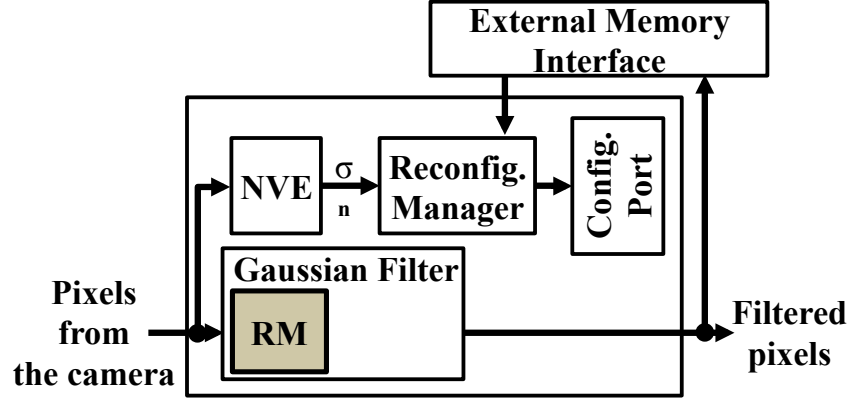 External Memory
Interface
NVE
σ
n
Reconfig.
Manager
Config.
Port
Gaussian Filter
RM
Pixels
from
the camera
Filtered
pixels